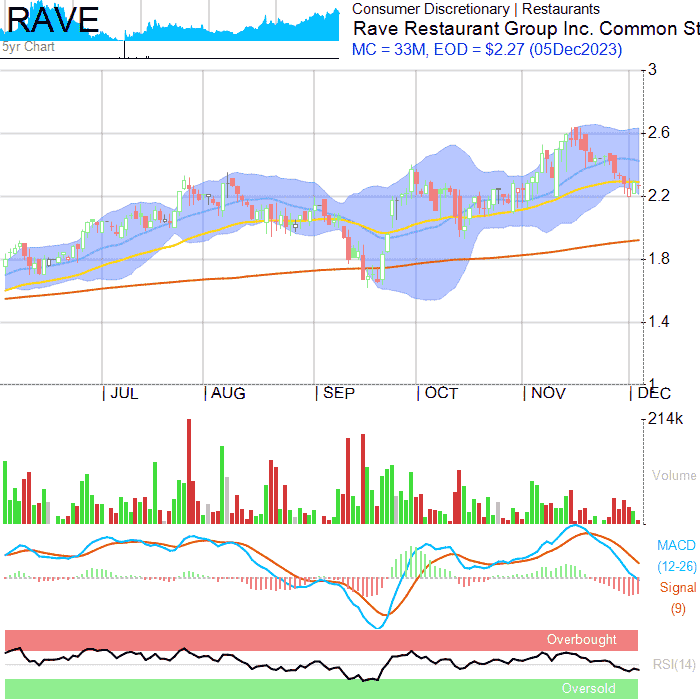 RAVE
5yr Chart
Consumer Discretionary | Restaurants
Rave Restaurant Group Inc. Common St
MC = 33M, EOD = $2.27 (05Dec2023)
3
2.6
2.2
1.8
1.4
1
JUL AUG SEP OCT NOV DEC
214k
Volume
MACD
(12-26)
Signal
(9)
Overbought
RSI(14)
Oversold